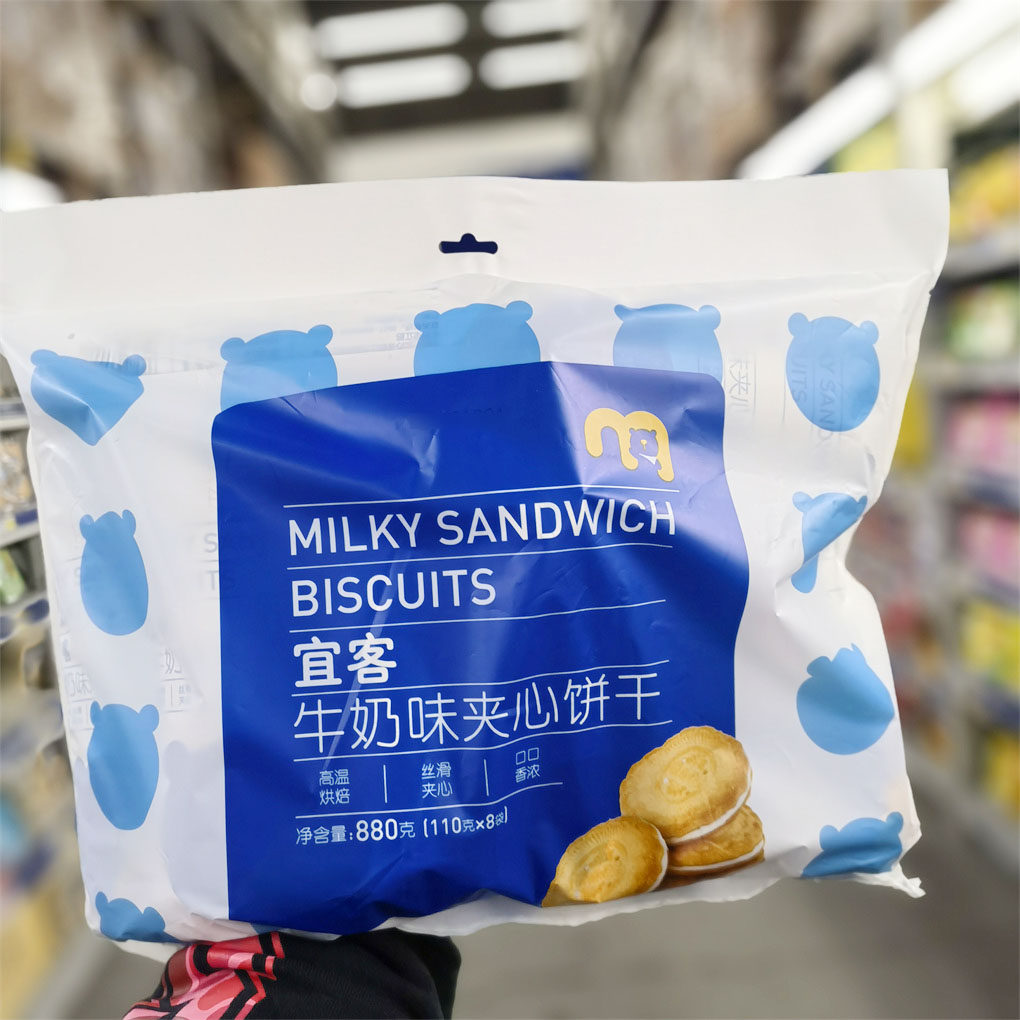 MILKY SANDWICH
BISCUITS
宜客
牛奶味夹心饼干
高温
烘焙
丝滑
夹心
口口
香浓
净含量:880克(110克×8袋)